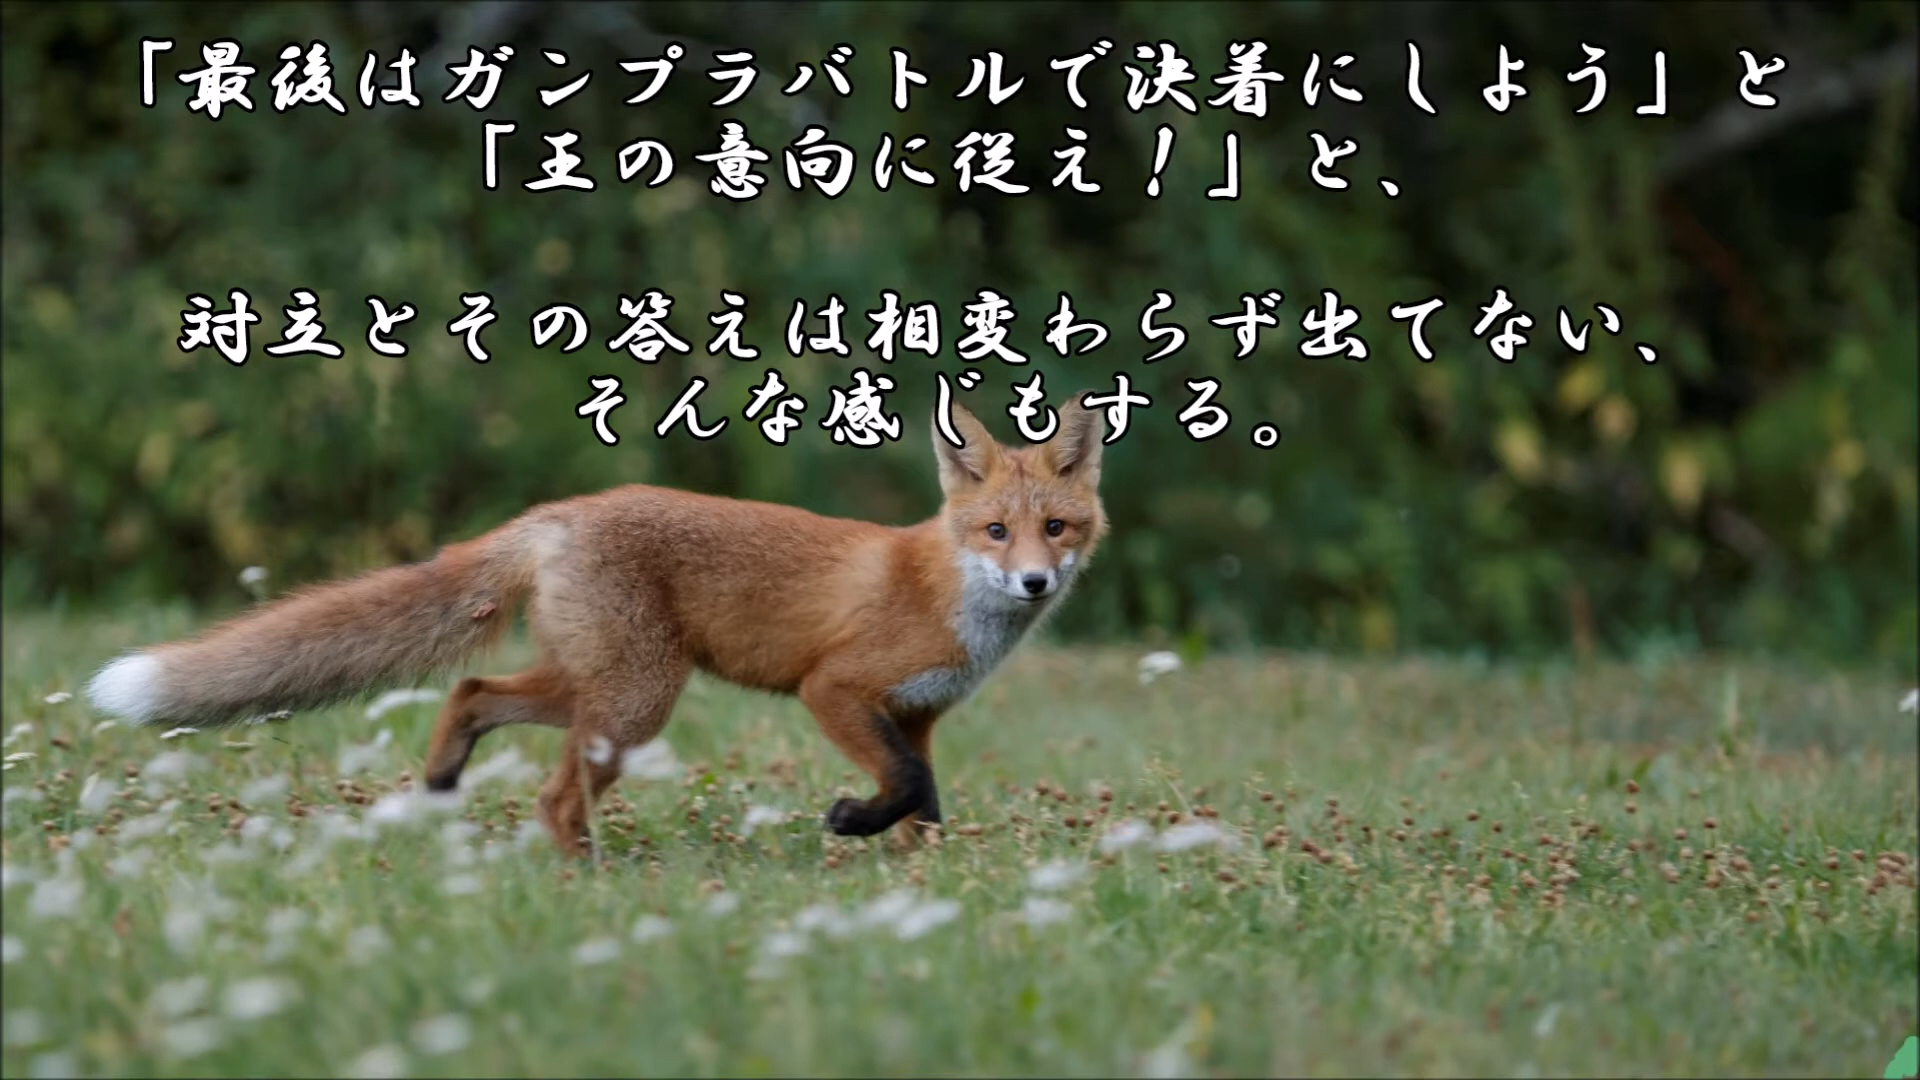 「最後はガンプラバトルで決着にしよう」と
「王の意向に従え！」と、
対立とその答えは相変わらず出てない、
そんな感じもする。